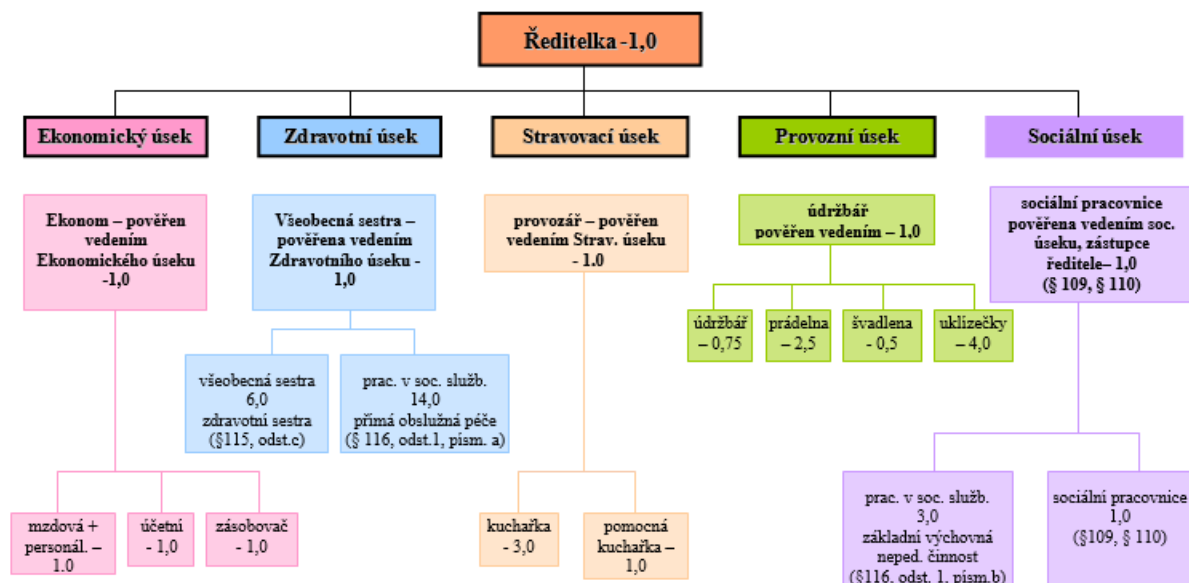 Ředitelka -1,0
Ekonomický úsek
Zdravotní úsek
Stravovací úsek
Provozní úsek
Sociální úsek
Ekonom – pověřen
vedením
Ekonomického úseku
-1,0
Všeobecná sestra –
pověřena vedením
Zdravotního úseku -
1,0
provozář – pověřen
vedením Strav. úseku
- 1.0
údržbář
pověřen vedením – 1,0
sociální pracovnice
pověřena vedením soc.
úseku, zástupce
ředitele– 1,0
(§ 109, § 110)
údržbář
– 0,75
prádelna
– 2,5
švadlena
- 0,5
uklízečky
– 4,0
všeobecná sestra
6,0
zdravotní sestra
(§115, odst.c)
prac. v soc. služb.
14,0
přímá obslužná péče
(§ 116, odst.1, písm. a)
mzdová +
personál. –
1.0
účetní
- 1,0
zásobovač
- 1,0
kuchařka
- 3,0
pomocná
kuchařka –
1,0
prac. v soc. služb.
3,0
základní výchovná
neped. činnost
(§116, odst. 1, písm.b)
sociální pracovnice
1,0
(§109, § 110)